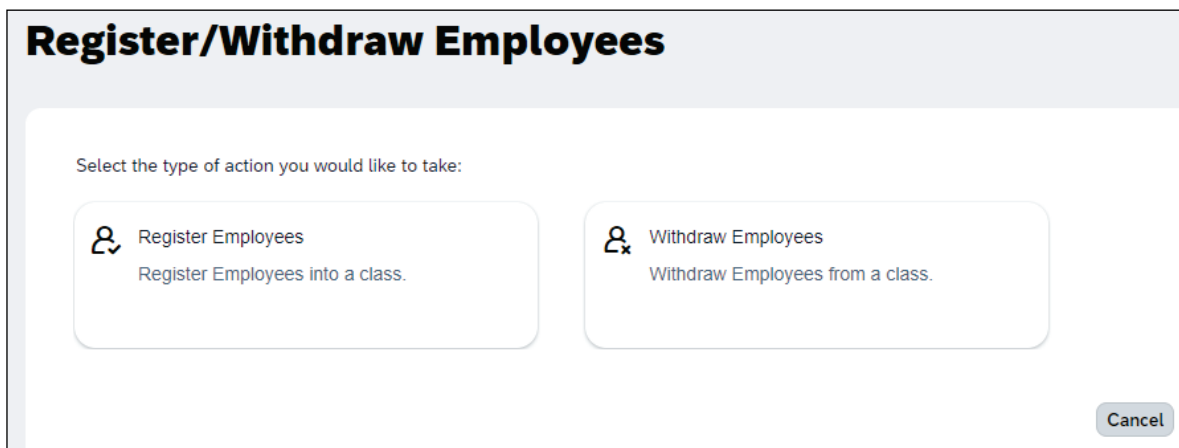 Register/Withdraw Employees
Select the type of action you would like to take:
Register Employees
Register Employees into a class.
Withdraw Employees
Withdraw Employees from a class.
Cancel